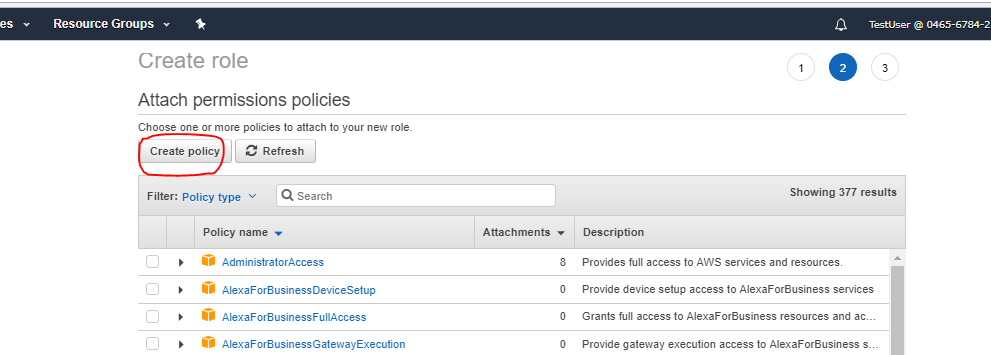 es Resource Groups TestUser @ 0465-6784-2
Create role 1 2 3
Attach permissions policies
Choose one or more policies to attach to your new role.
Create policy Refresh
Filter: Policy type Search Showing 377 results
Policy name Attachments Description
AdministratorAccess 8 Provides full access to AWS services and resources.
AlexaForBusinessDeviceSetup 0 Provide device setup access to AlexaForBusiness services
AlexaForBusinessFullAccess 0 Grants full access to AlexaForBusiness resources and ac...
AlexaForBusinessGatewayExecution 0 Provide gateway execution access to AlexaForBusiness s...